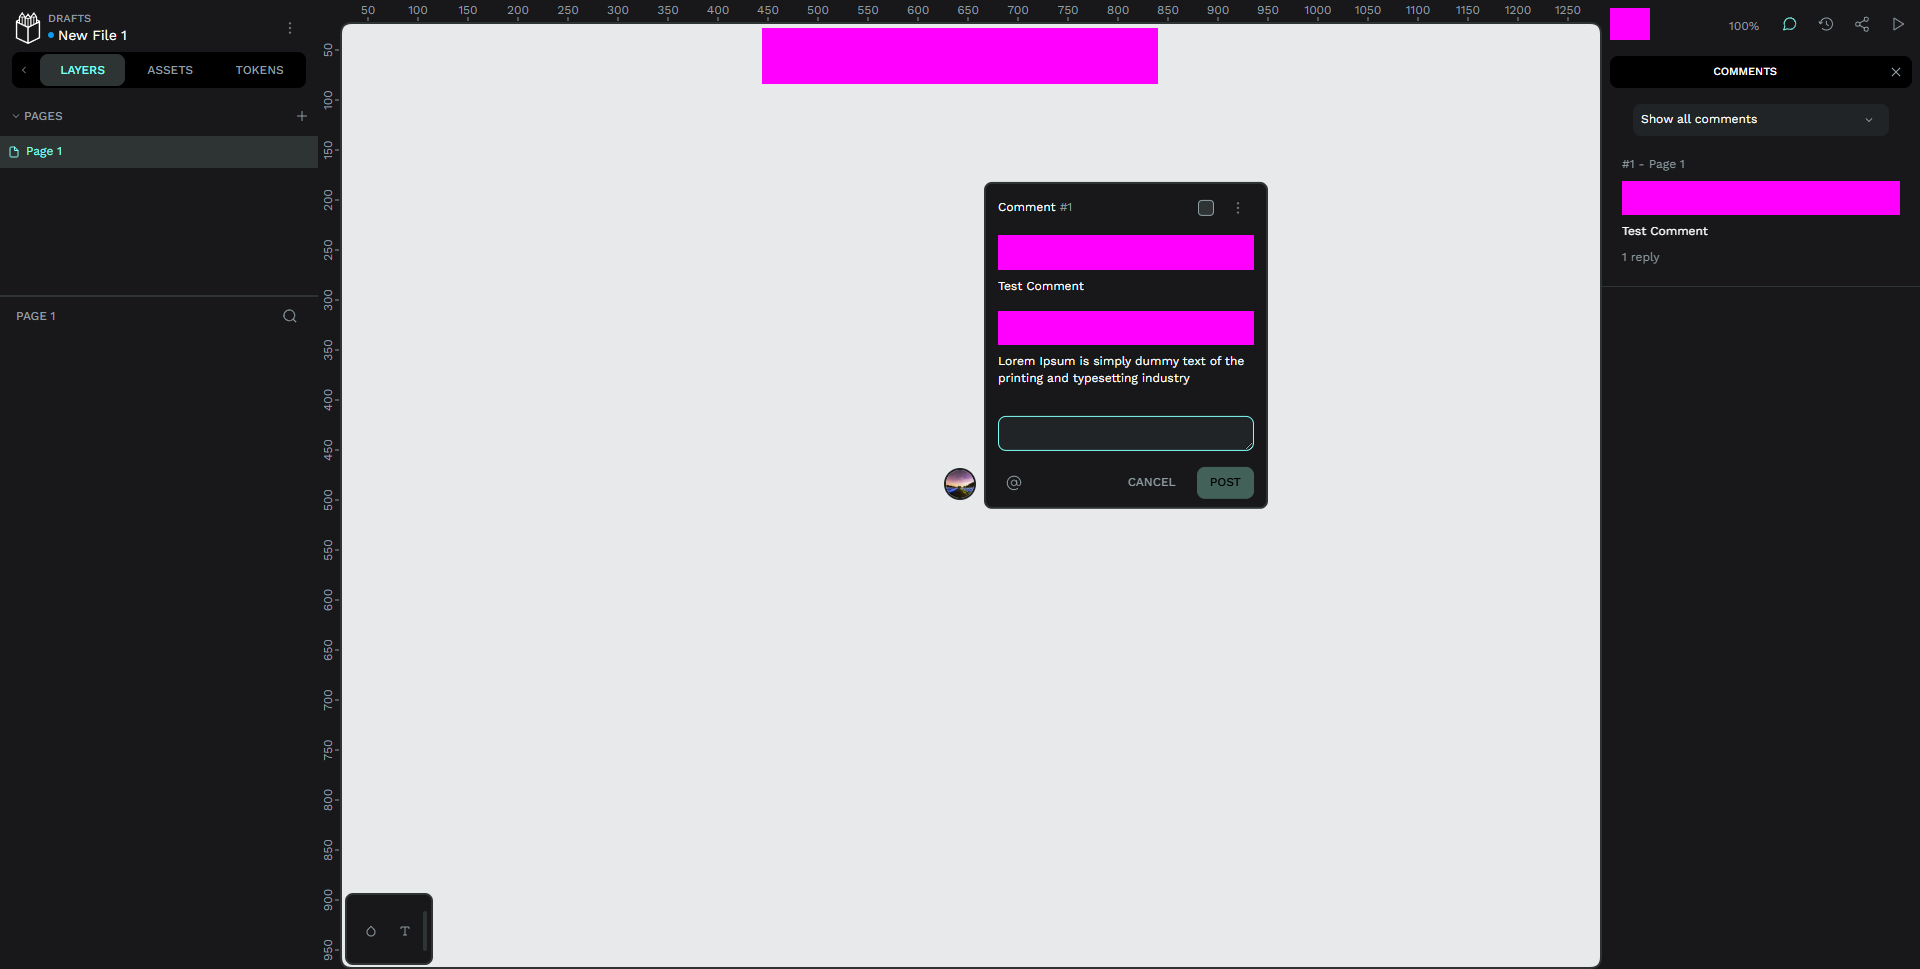 DRAFTS
New File 1
LAYERS
ASSETS
TOKENS
PAGES
Page 1
PAGE 1
50 100 150 200 250 300 350 400 450 500 550 600 650 700 750 800 850 900 950 1000 1050 1100 1150 1200 1250
50
100
150
200
250
300
350
400
450
500
550
600
650
700
750
800
850
900
950
Comment #1
Test Comment
Lorem Ipsum is simply dummy text of the
printing and typesetting industry
@
CANCEL
POST
T
100%
COMMENTS
Show all comments
#1 - Page 1
Test Comment
1 reply